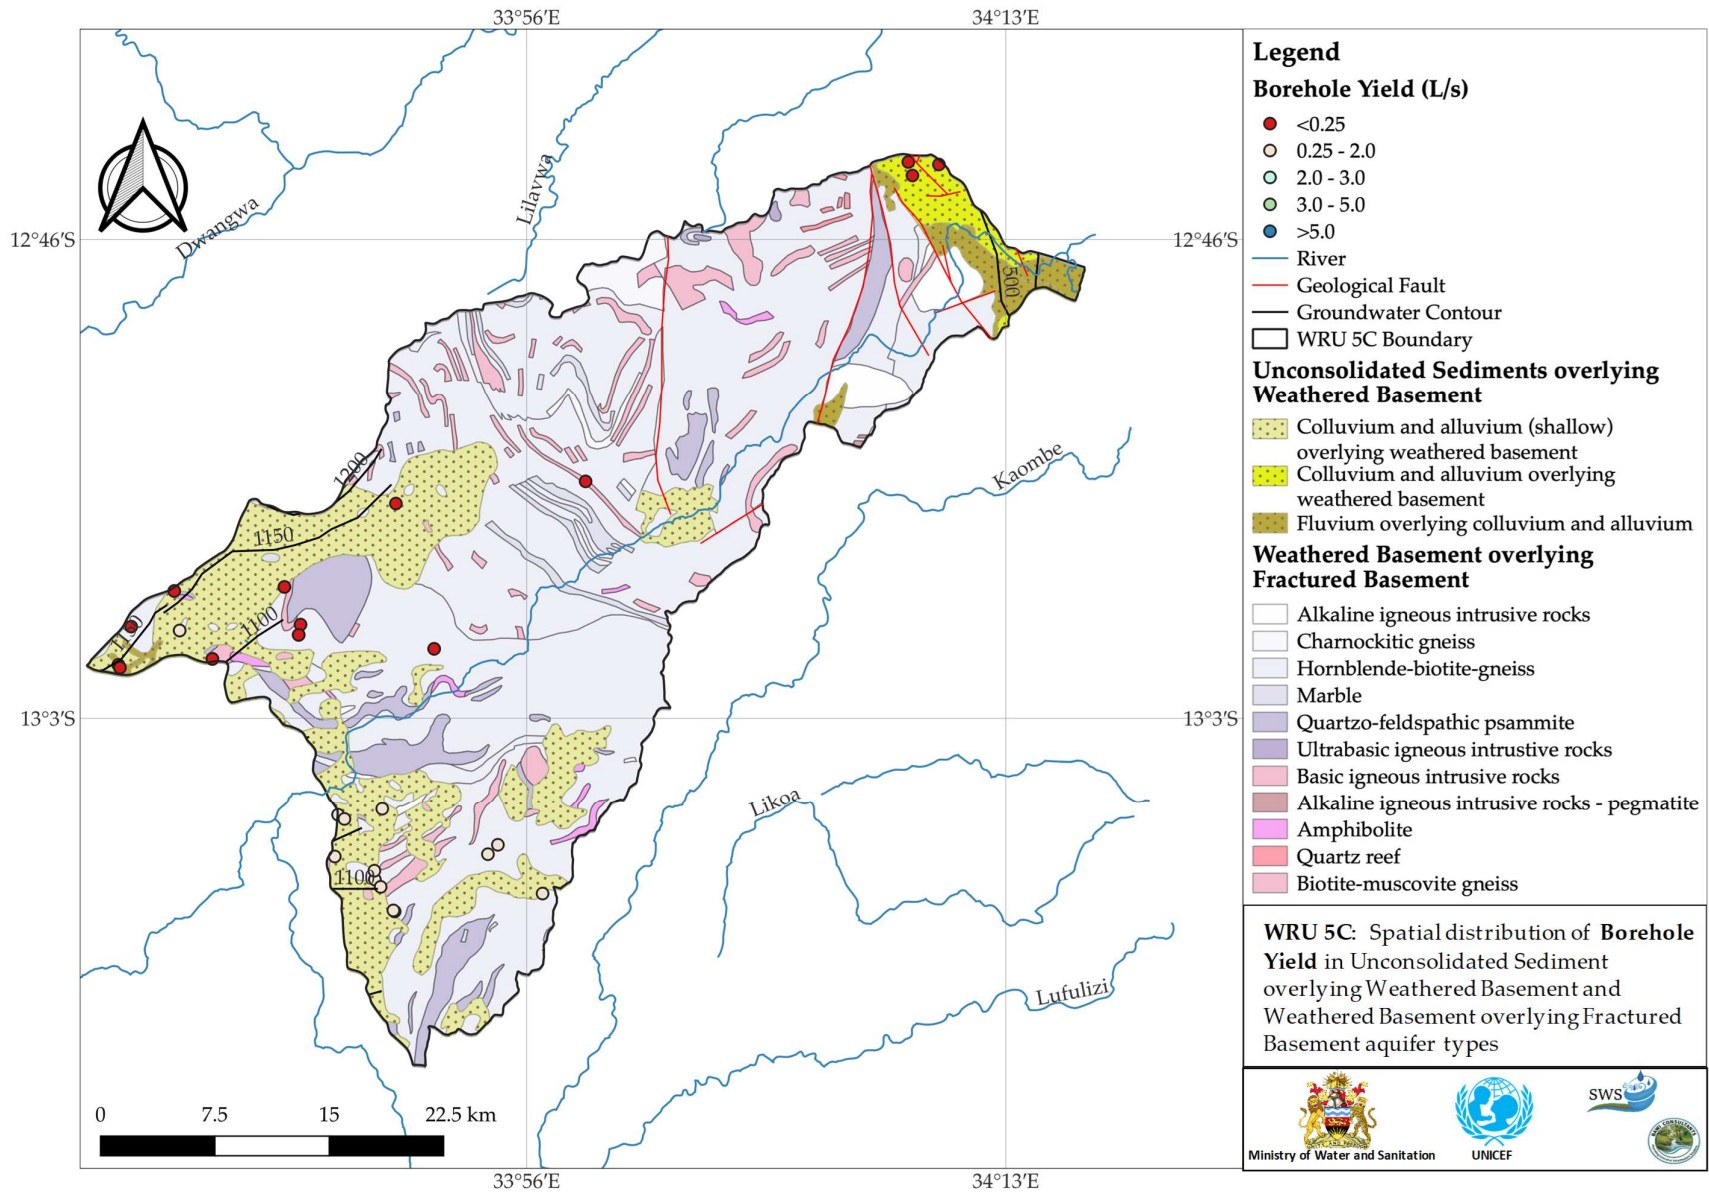 33°56′E 34°13′E
Legend
Borehole Yield (L/s)
<0.25
0.25 - 2.0
2.0 - 3.0
3.0 - 5.0
>5.0
River
Geological Fault
Groundwater Contour
WRU 5C Boundary
Unconsolidated Sediments overlying
Weathered Basement
Colluvium and alluvium (shallow)
overlying weathered basement
Colluvium and alluvium overlying
weathered basement
Fluvium overlying colluvium and alluvium
Weathered Basement overlying
Fractured Basement
Alkaline igneous intrusive rocks
Charnockitic gneiss
Hornblende-biotite-gneiss
Marble
Quartzo-feldspathic psammite
Ultrabasic igneous intrustive rocks
Basic igneous intrusive rocks
Alkaline igneous intrusive rocks - pegmatite
Amphibolite
Quartz reef
Biotite-muscovite gneiss
WRU 5C: Spatial distribution of Borehole
Yield in Unconsolidated Sediment
overlying Weathered Basement and
Weathered Basement overlying Fractured
Basement aquifer types
Ministry of Water and Sanitation
UNICEF
SWS
Dwangwa
Lilavwa
12°46′S 12°46′S
500
Kaombe
1200
1150
1100
13°3′S 13°3′S
Likoa
1100
Lufulizi
0 7.5 15 22.5 km
33°56′E 34°13′E